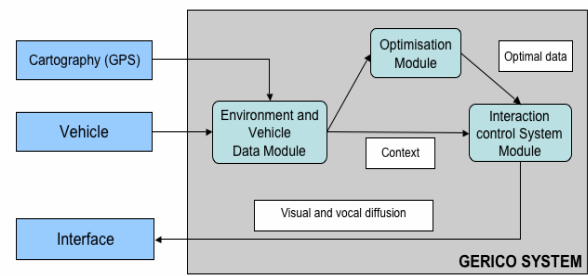 Cartography (GPS)
Vehicle
Interface
Optimisation
Module
Optimal data
Environment and
Vehicle
Data Module
Interaction
control System
Module
Context
Visual and vocal diffusion
GERICO SYSTEM